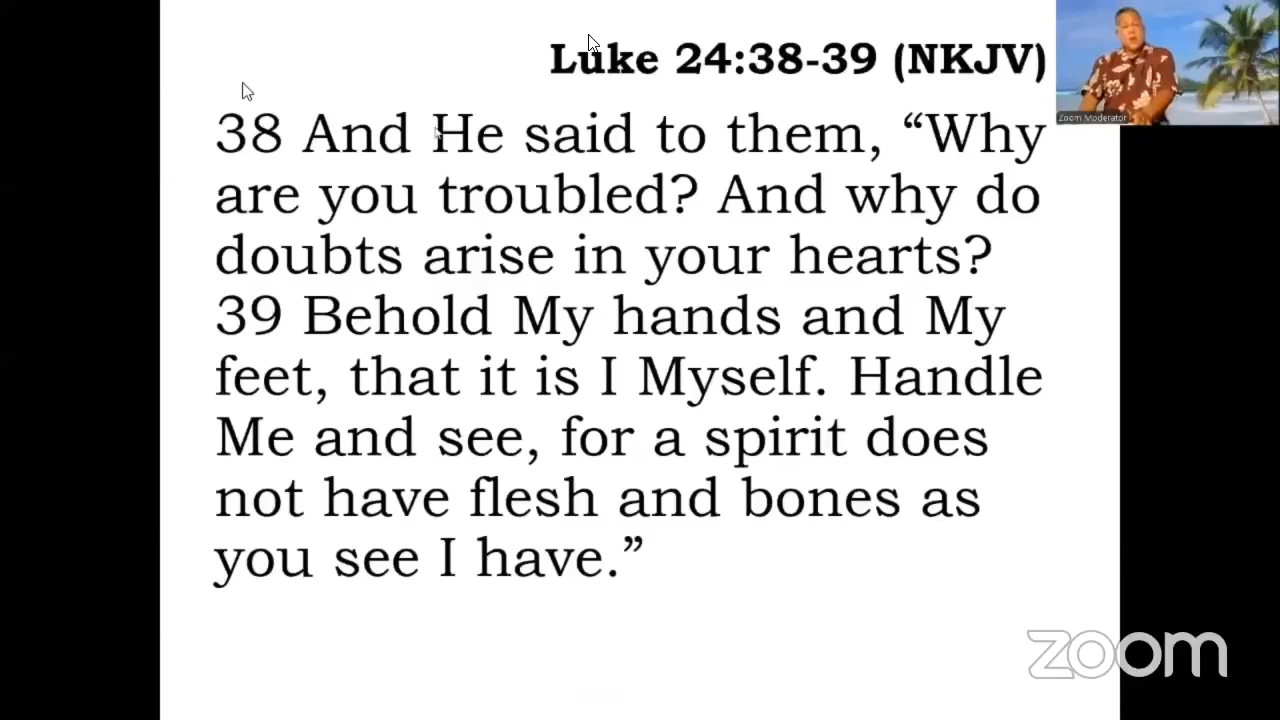 Luke 24:38-39 (NKJV)
38 And He said to them, “Why
are you troubled? And why do
doubts arise in your hearts?
39 Behold My hands and My
feet, that it is I Myself. Handle
Me and see, for a spirit does
not have flesh and bones as
you see I have.”
Zoom Moderator
zoom